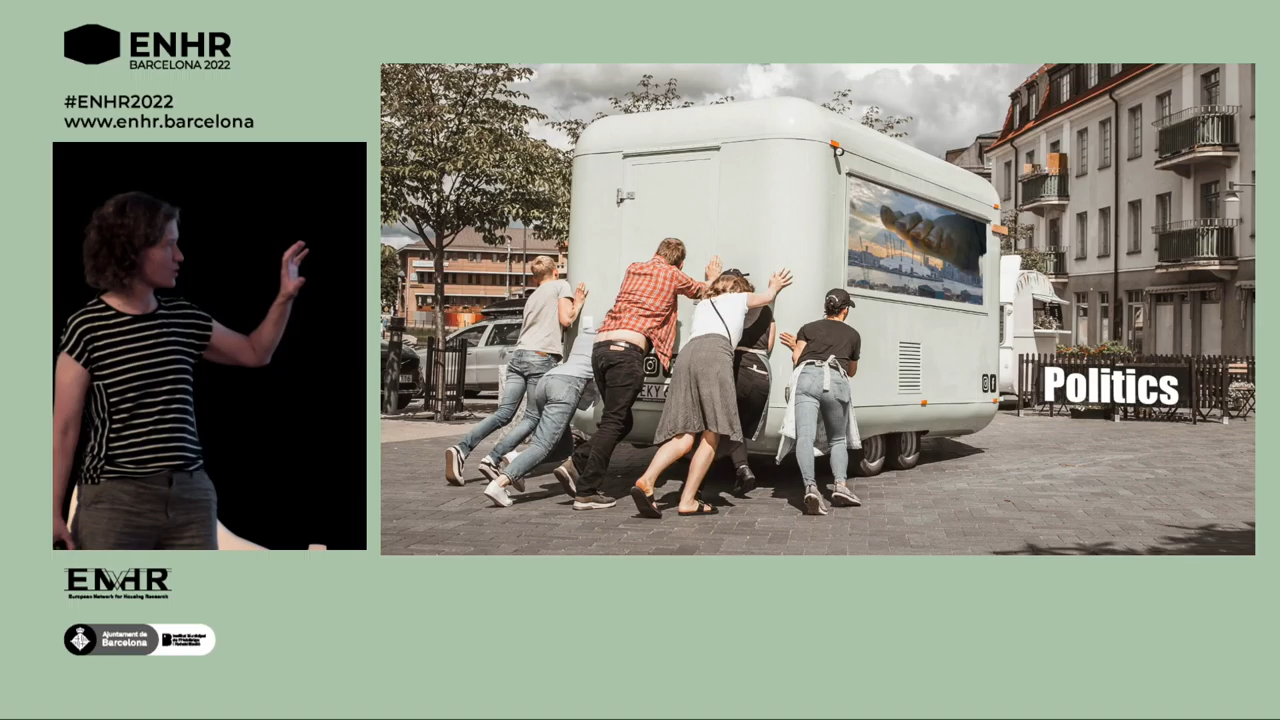 ENHR
BARCELONA 2022
#ENHR2022
www.enhr.barcelona
Politics
ENHR
European Network for Housing Research
Ajuntament de
Barcelona